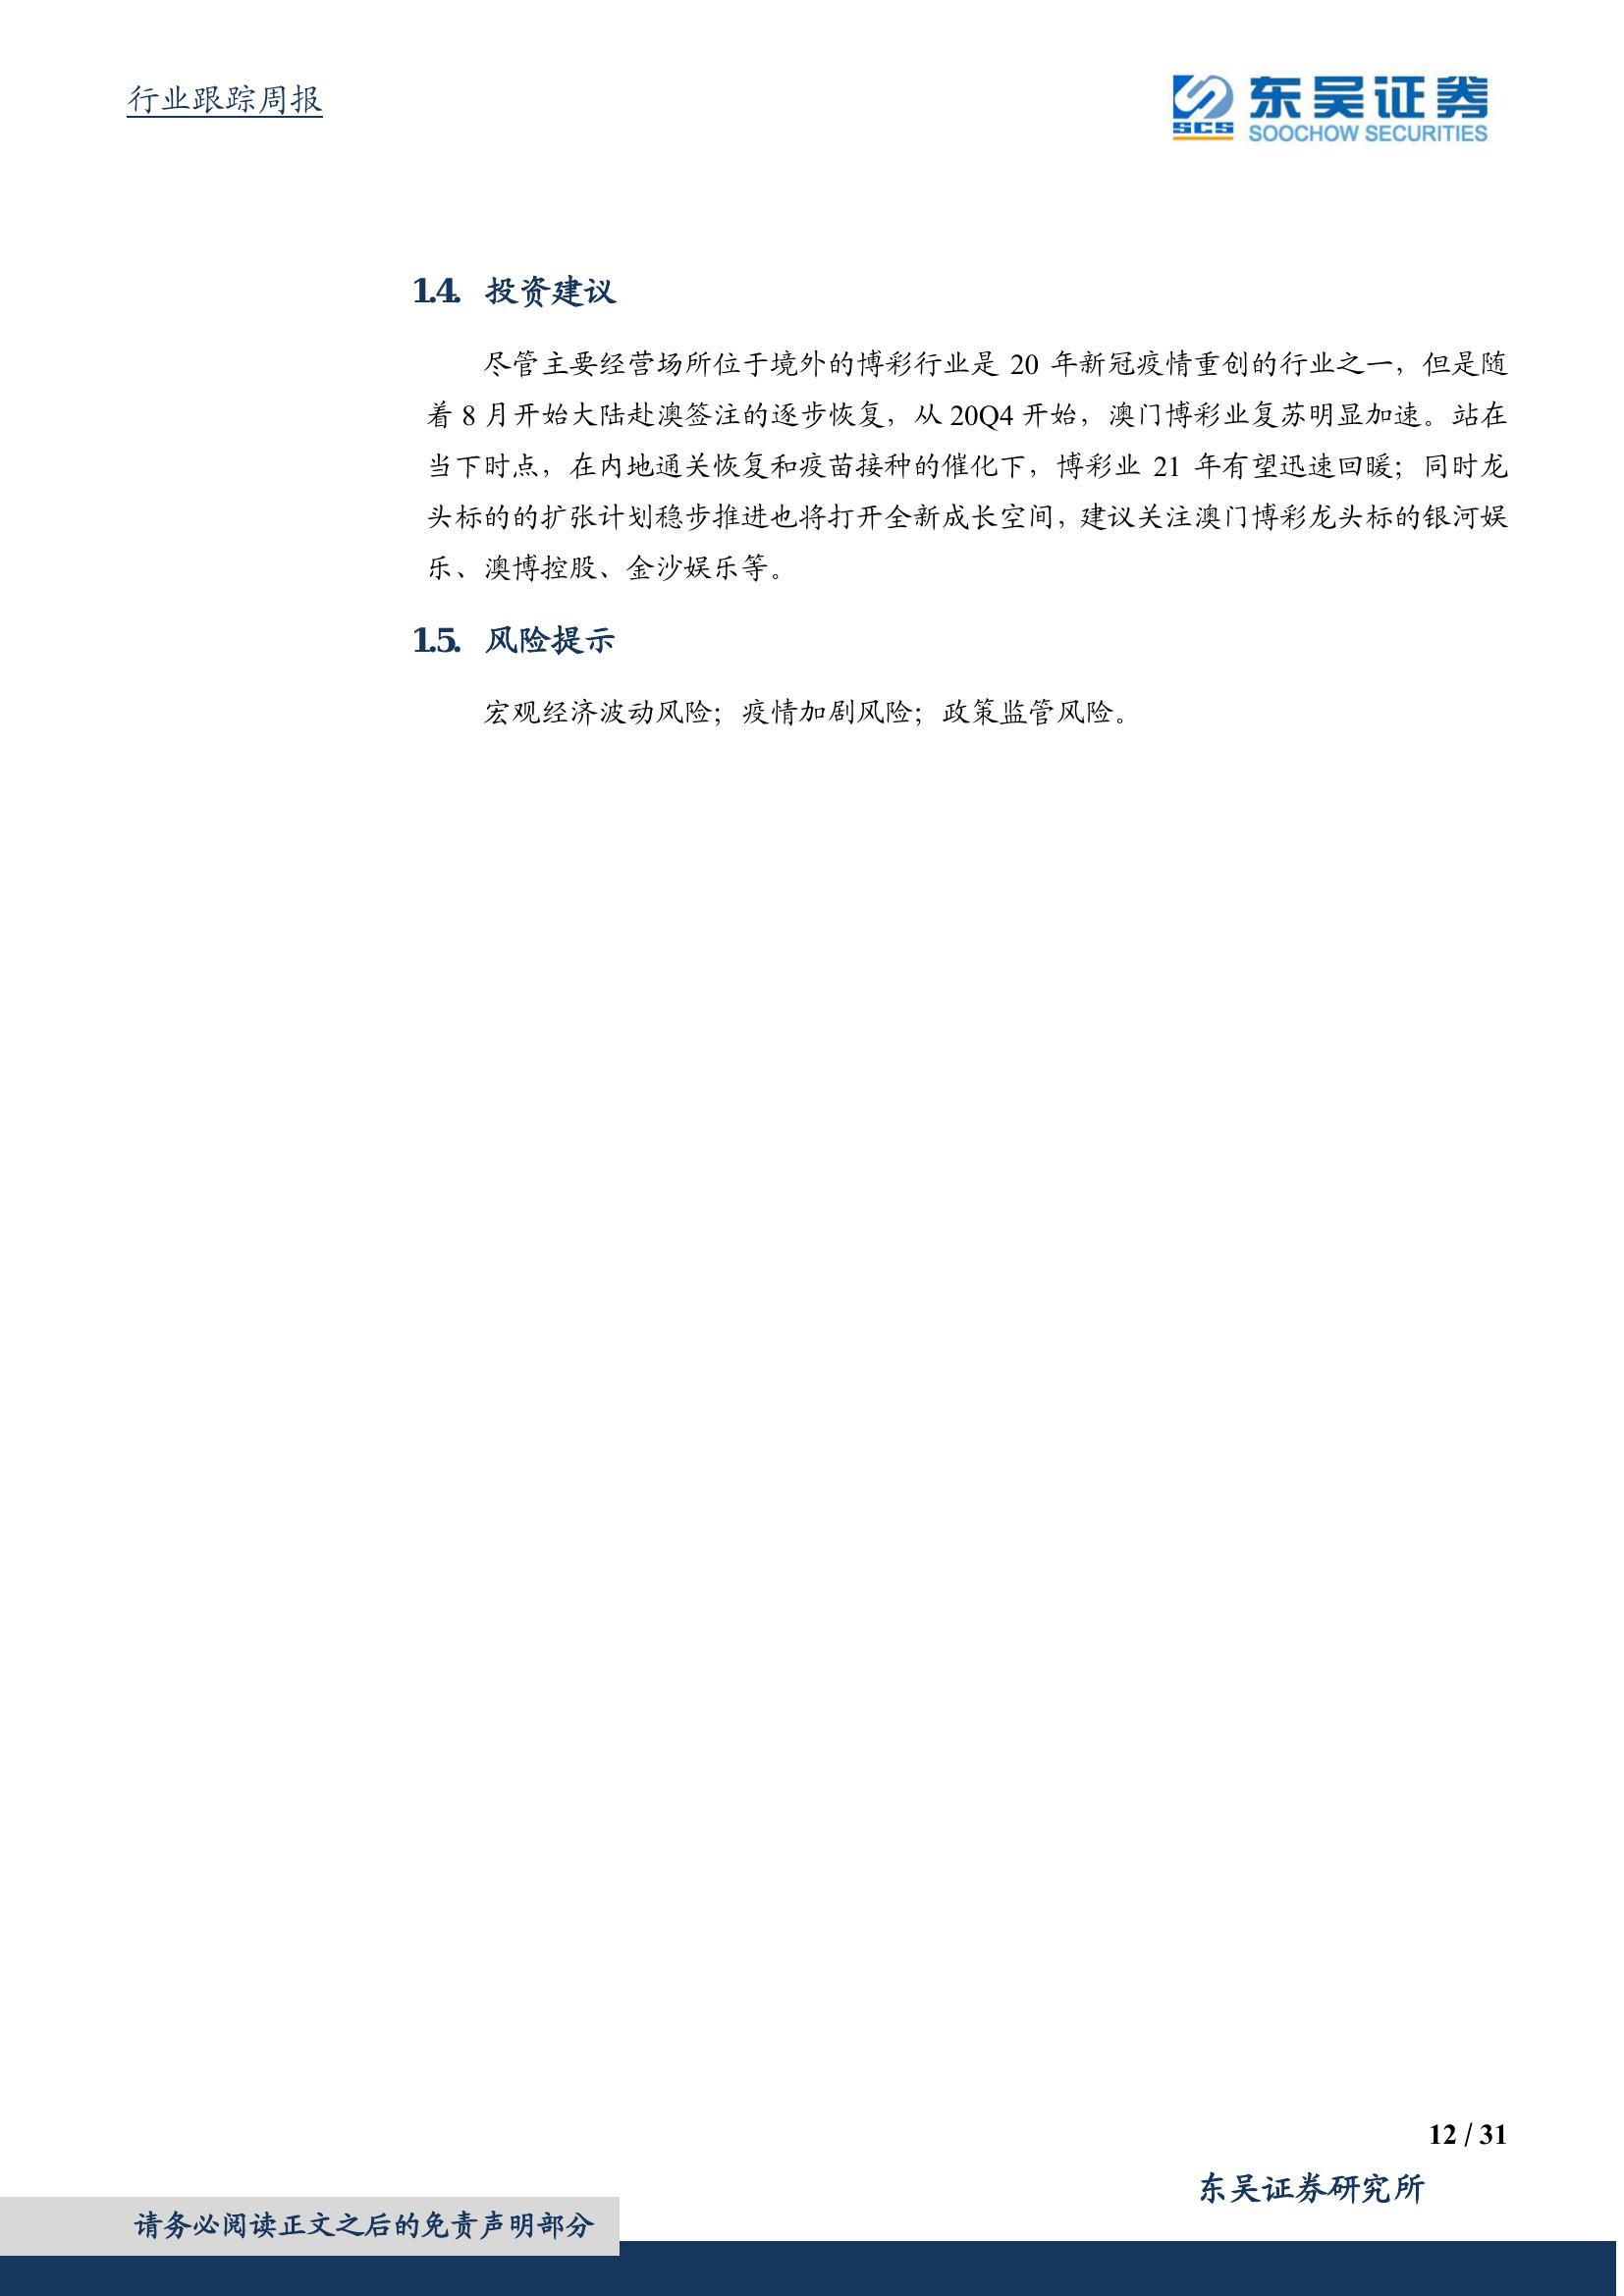 行业跟踪周报
SCS
东吴证券
SOOCHOW SECURITIES
1.4. 投资建议
尽管主要经营场所位于境外的博彩行业是 20 年新冠疫情重创的行业之一，但是随
着 8 月开始大陆赴澳签注的逐步恢复，从 20Q4 开始，澳门博彩业复苏明显加速。站在
当下时点，在内地通关恢复和疫苗接种的催化下，博彩业 21 年有望迅速回暖；同时龙
头标的的扩张计划稳步推进也将打开全新成长空间，建议关注澳门博彩龙头标的银河娱
乐、澳博控股、金沙娱乐等。
1.5. 风险提示
宏观经济波动风险；疫情加剧风险；政策监管风险。
12 / 31
东吴证券研究所
请务必阅读正文之后的免责声明部分